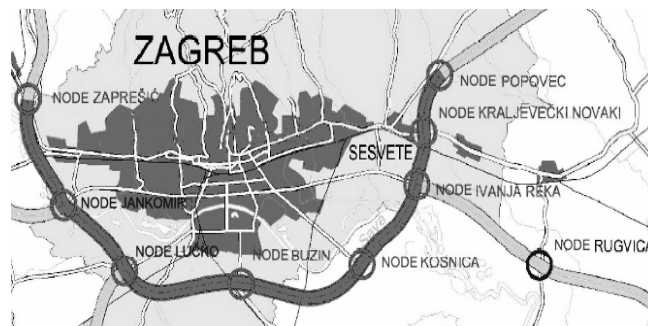 ZAGREB
NODE POPOVEC
NODE ZAPREŠIĆ
NODE KRALJEVEČKI NOVAKI
SESVETE
NODE IVANJA REKA
NODE JANKOMIR
Sava
NODE LUČKO
NODE BUZIN
NODE KOSNICA
NODE RUGVICA